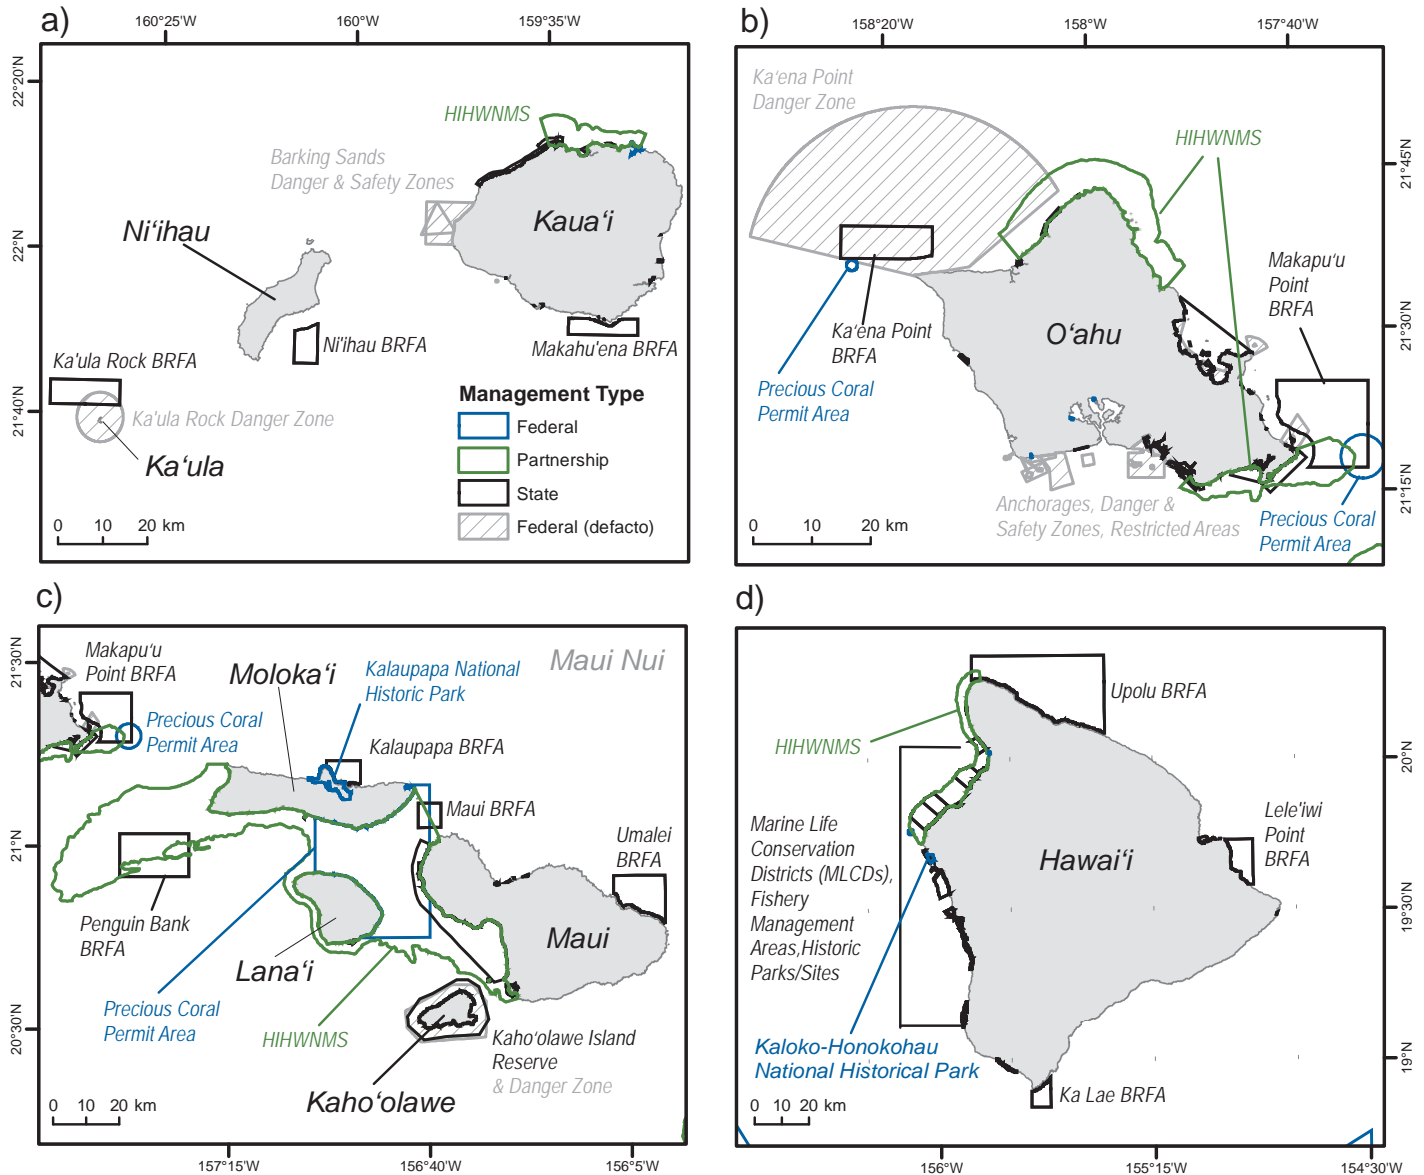 a)
160°25'W
160°W
159°35'W
22°20'N
22°N
21°40'N
HIHWNMS
Barking Sands
Danger & Safety Zones
Kaua‘i
Ni‘ihau
Ni'ihau BRFA
Makahu'ena BRFA
Ka'ula Rock BRFA
Ka'ula Rock Danger Zone
Ka‘ula
Management Type
Federal
Partnership
State
Federal (defacto)
0 10 20 km
b)
158°20'W
158°W
157°40'W
21°45'N
21°30'N
21°15'N
Ka‘ena Point
Danger Zone
HIHWNMS
Makapu‘u
Point
BRFA
Ka‘ena Point
BRFA
O‘ahu
Precious Coral
Permit Area
Anchorages, Danger &
Safety Zones, Restricted Areas
Precious Coral
Permit Area
0 10 20 km
c)
21°30'N
21°N
20°30'N
Makapu‘u
Point BRFA
Moloka‘i
Kalaupapa National
Historic Park
Maui Nui
Precious Coral
Permit Area
Kalaupapa BRFA
Maui BRFA
Umalei
BRFA
Penguin Bank
BRFA
Lana‘i
Maui
Precious Coral
Permit Area
HIHWNMS
Kaho‘olawe Island
Reserve
& Danger Zone
Kaho‘olawe
0 10 20 km
157°15'W
156°40'W
156°5'W
d)
Upolu BRFA
HIHWNMS
20°N
19°30'N
19°N
Marine Life
Conservation
Districts (MLCDs),
Fishery
Management
Areas,Historic
Parks/Sites
Lele'iwi
Point
BRFA
Hawai‘i
Kaloko-Honokohau
National Historical Park
Ka Lae BRFA
0 10 20 km
156°W
155°15'W
154°30'W